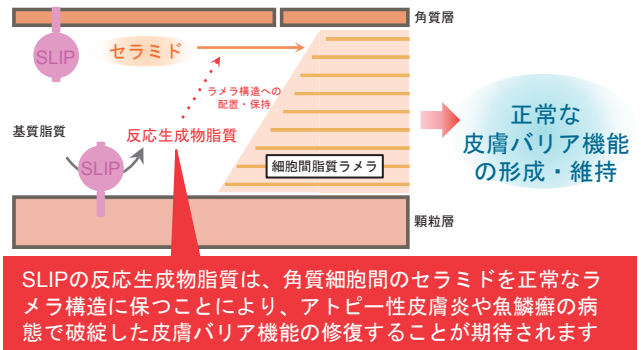 角質層
SLIP
セラミド
ラメラ構造への
配置・保持
基質脂質
反応生成物脂質
SLIP
細胞間脂質ラメラ
正常な
皮膚バリア機能
の形成・維持
顆粒層
SLIPの反応生成物脂質は、角質細胞間のセラミドを正常なラ
メラ構造に保つことにより、アトピー性皮膚炎や魚鱗癬の病
態で破綻した皮膚バリア機能の修復することが期待されます